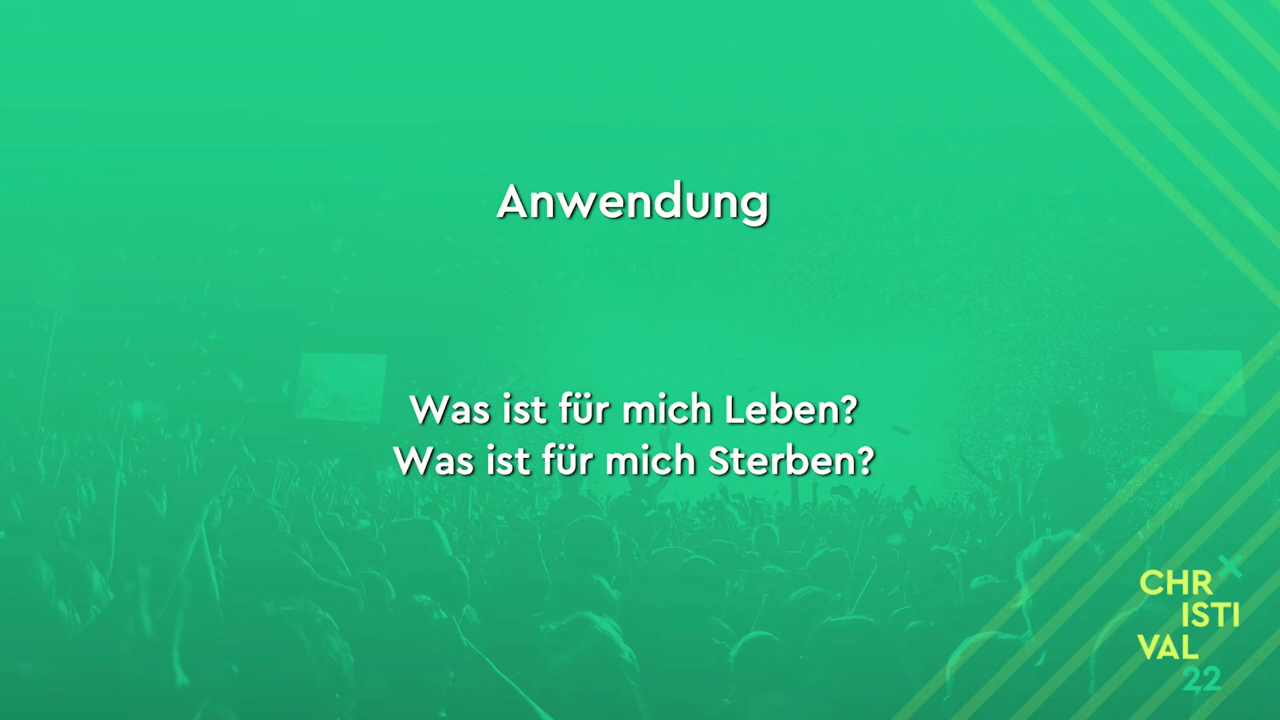 Anwendung
Was ist für mich Leben?
Was ist für mich Sterben?
CHR
ISTI
VAL
22